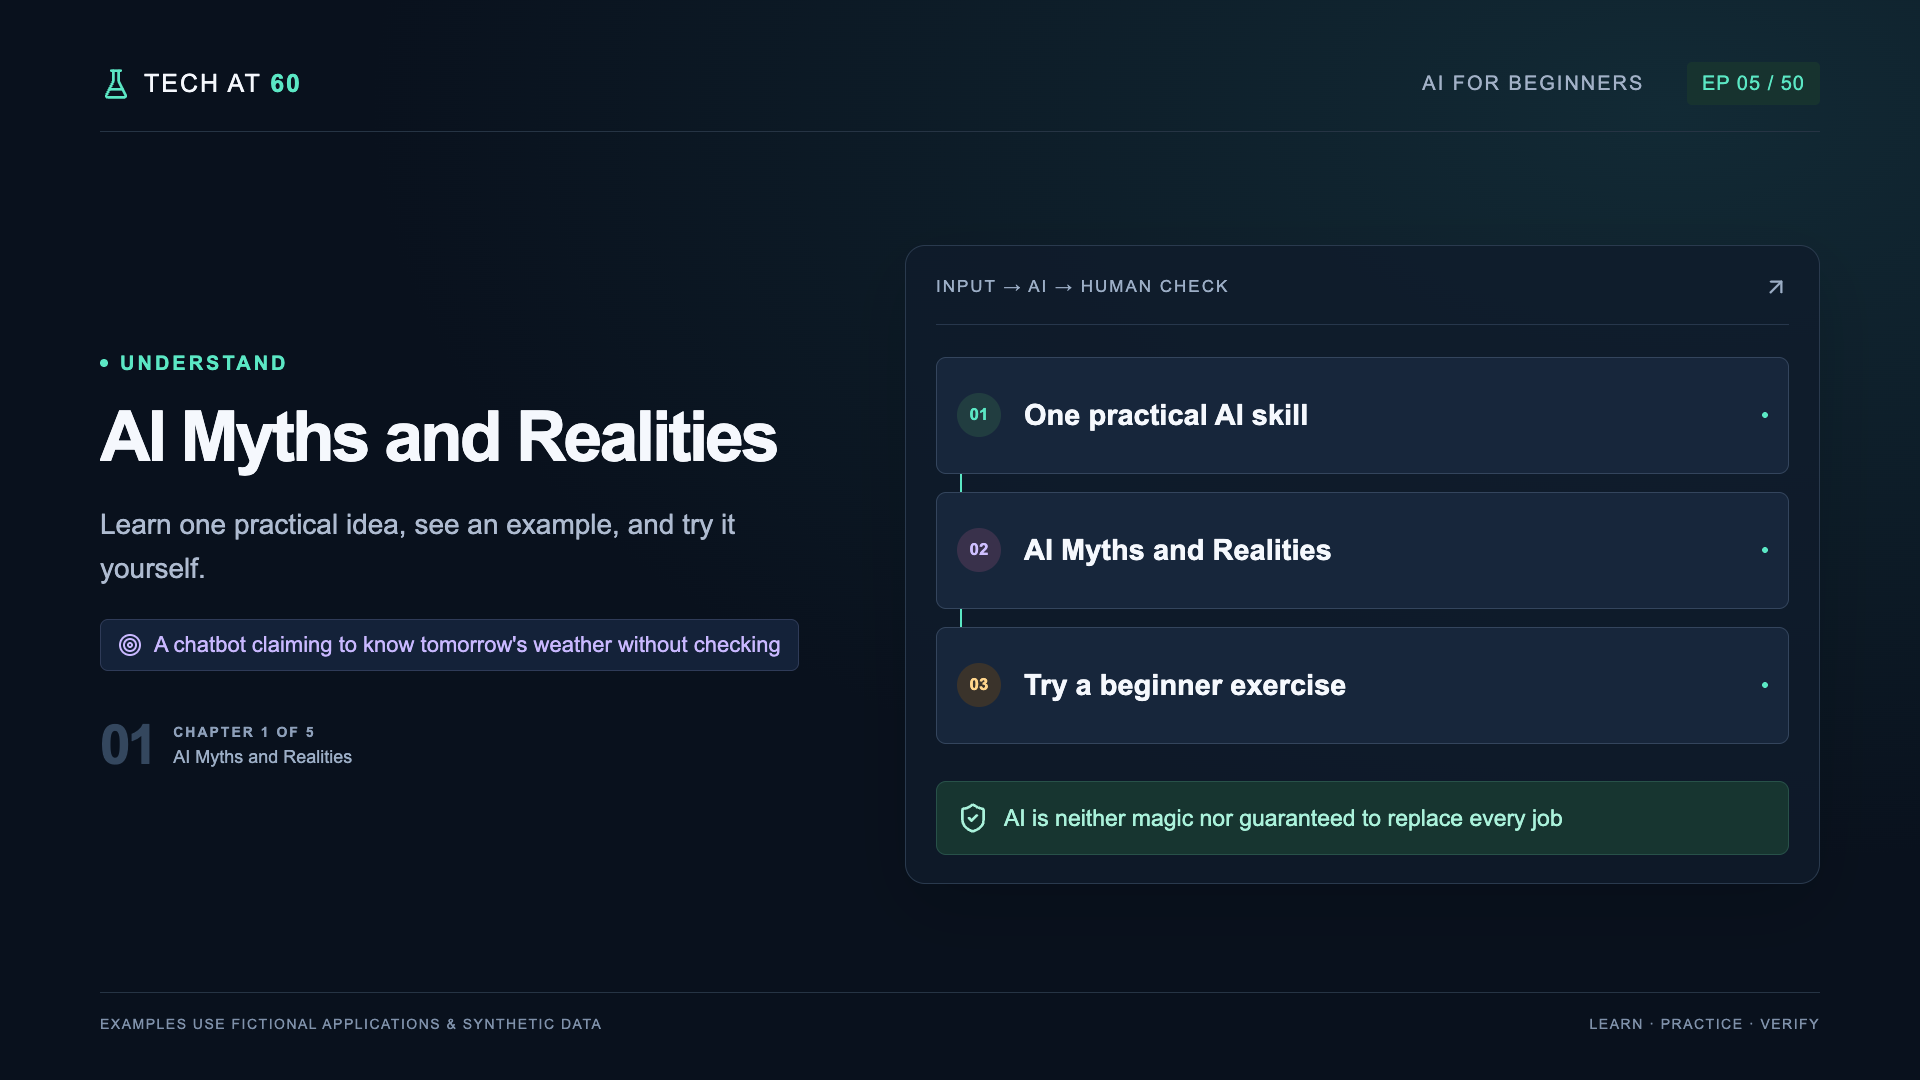 TECH AT 60
AI FOR BEGINNERS
EP 05 / 50
UNDERSTAND
AI Myths and Realities
Learn one practical idea, see an example, and try it
yourself.
A chatbot claiming to know tomorrow's weather without checking
01
CHAPTER 1 OF 5
AI Myths and Realities
INPUT → AI → HUMAN CHECK
01 One practical AI skill
02 AI Myths and Realities
03 Try a beginner exercise
AI is neither magic nor guaranteed to replace every job
EXAMPLES USE FICTIONAL APPLICATIONS & SYNTHETIC DATA
LEARN · PRACTICE · VERIFY